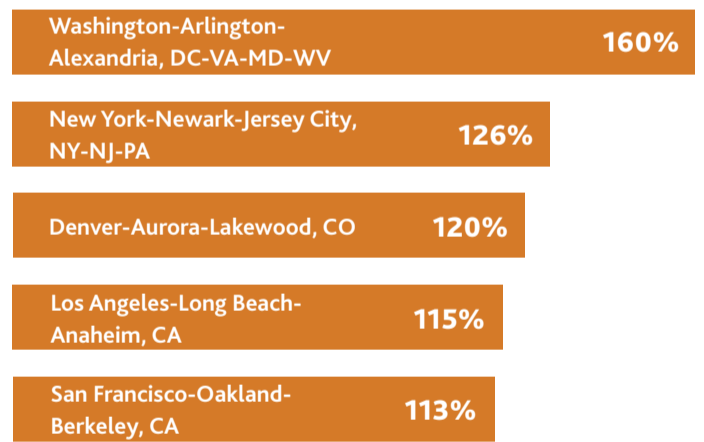 Washington-Arlington-
Alexandria, DC-VA-MD-WV
160%
New York-Newark-Jersey City,
NY-NJ-PA
126%
Denver-Aurora-Lakewood, CO
120%
Los Angeles-Long Beach-
Anaheim, CA
115%
San Francisco-Oakland-
Berkeley, CA
113%